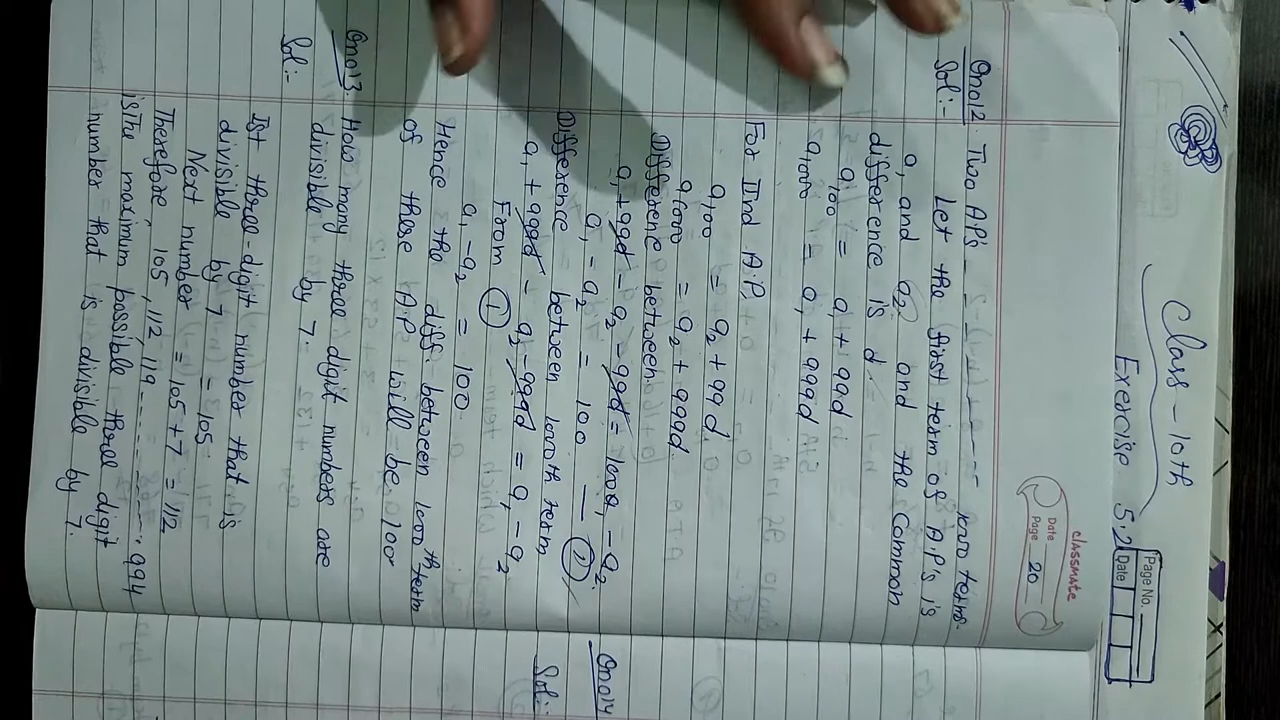 Class - 10th
Exercise 5.2
Page No.
Date
classmate
Date
Page 20
Qno12. Two AP's - - - - - - - 1000 terms.
Sol:- Let the first term of A.P's is
a₁ and a₂ and the Common
difference is d.
a₁₀₀ = a₁ + 99d
a₁₀₀₀ = a₁ + 999d
For IInd A.P,
a₁₀₀ = a₂ + 99d.
a₁₀₀₀ = a₂ + 999d.
Difference between.
a₁ + 99d - a₂ - 99d = a₁ - a₂
a₁ - a₂ = 100 — ①
Difference between 1000th term
a₁ + 999d - a₂ - 999d = a₁ - a₂
From ①
a₁ - a₂ = 100.
Hence the diff. between 1000th term
of these A.P will be 100
Qno13. How many three digit numbers are
divisible by 7.
Sol:-
Ist three-digit number that is
divisible by 7 = 105
Next number = 105 + 7 = 112.
Therefore, 105, 112, 119 - - - - - - - 994
is the maximum possible three digit
number that is divisible by 7.
Qno14
Sol:-